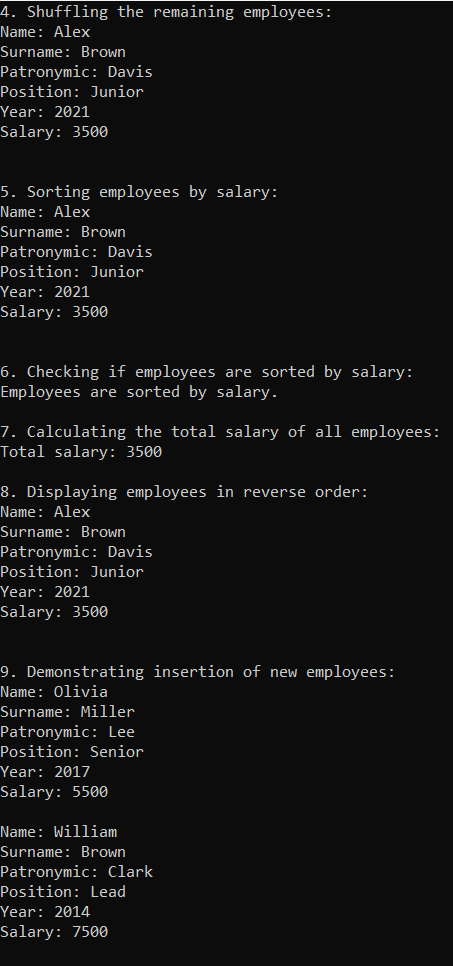 4. Shuffling the remaining employees:
Name: Alex
Surname: Brown
Patronymic: Davis
Position: Junior
Year: 2021
Salary: 3500
5. Sorting employees by salary:
Name: Alex
Surname: Brown
Patronymic: Davis
Position: Junior
Year: 2021
Salary: 3500
6. Checking if employees are sorted by salary:
Employees are sorted by salary.
7. Calculating the total salary of all employees:
Total salary: 3500
8. Displaying employees in reverse order:
Name: Alex
Surname: Brown
Patronymic: Davis
Position: Junior
Year: 2021
Salary: 3500
9. Demonstrating insertion of new employees:
Name: Olivia
Surname: Miller
Patronymic: Lee
Position: Senior
Year: 2017
Salary: 5500
Name: William
Surname: Brown
Patronymic: Clark
Position: Lead
Year: 2014
Salary: 7500